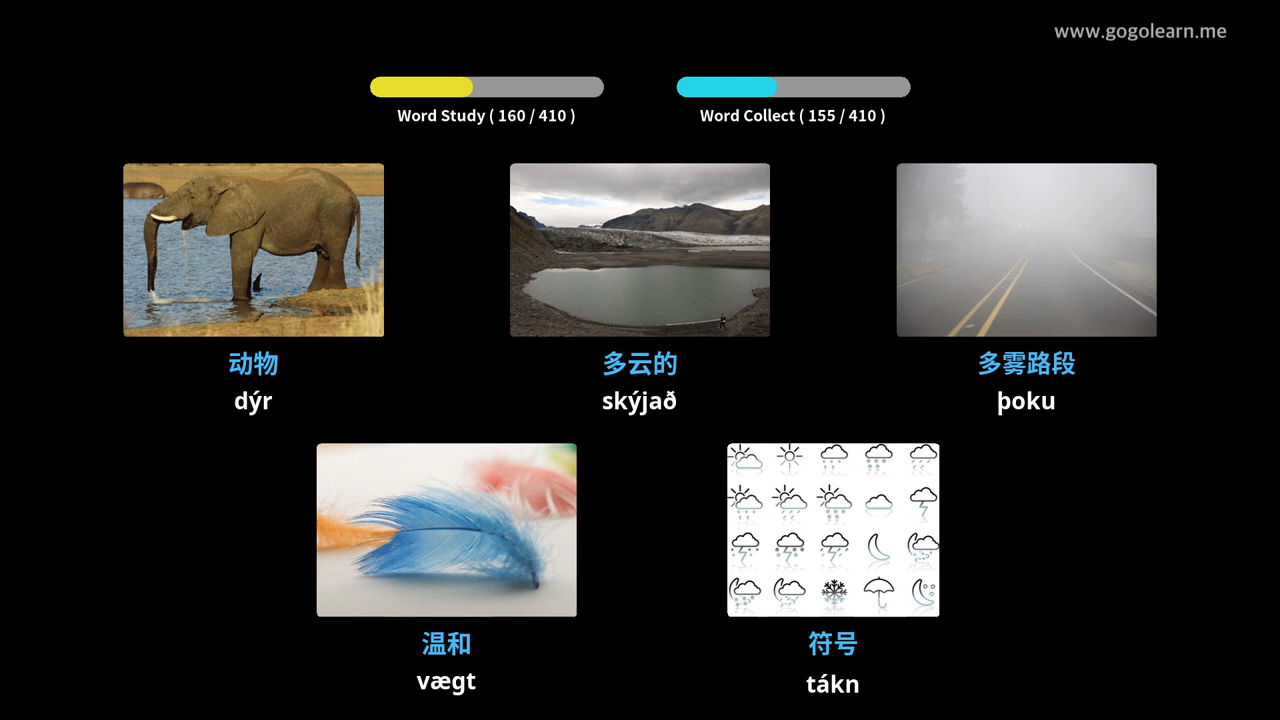 www.gogolearn.me
Word Study ( 160 / 410 )
Word Collect ( 155 / 410 )
动物
dýr
多云的
skýjað
多雾路段
þoku
温和
vægt
符号
tákn